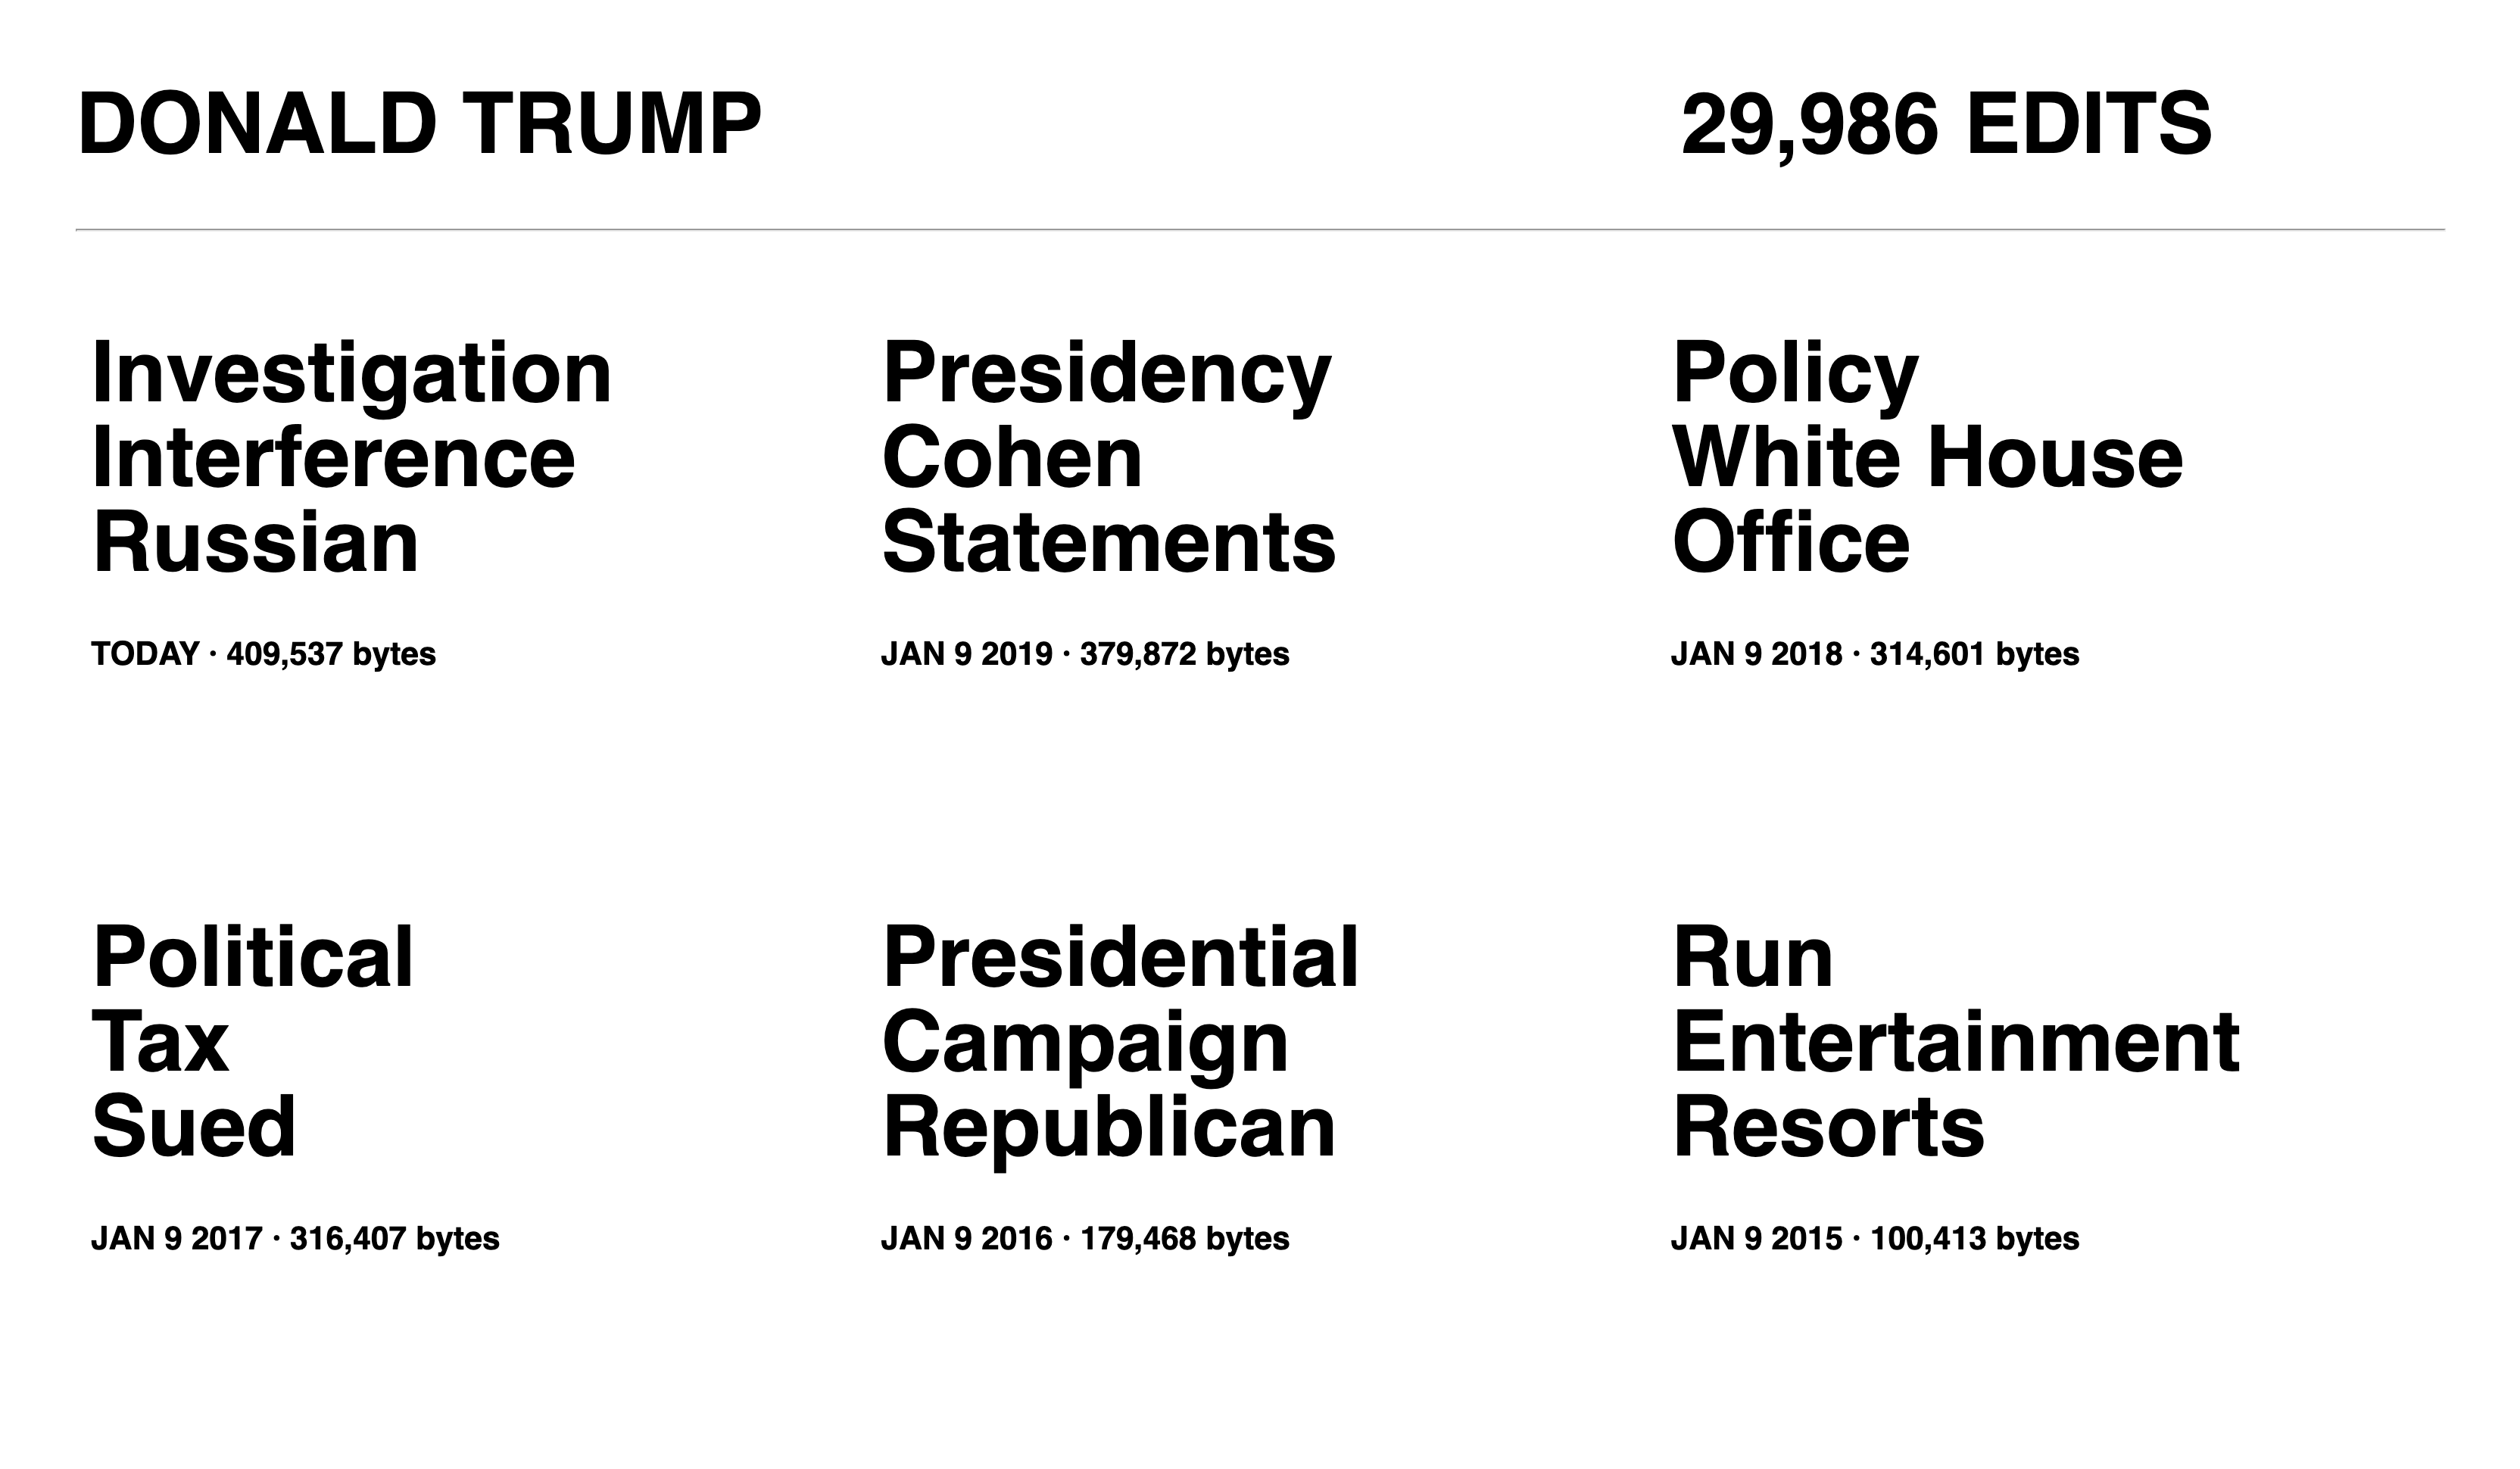 DONALD TRUMP
29,986 EDITS
Investigation
Interference
Russian
TODAY · 409,537 bytes
Presidency
Cohen
Statements
JAN 9 2019 · 379,872 bytes
Policy
White House
Office
JAN 9 2018 · 314,601 bytes
Political
Tax
Sued
JAN 9 2017 · 316,407 bytes
Presidential
Campaign
Republican
JAN 9 2016 · 179,468 bytes
Run
Entertainment
Resorts
JAN 9 2015 · 100,413 bytes